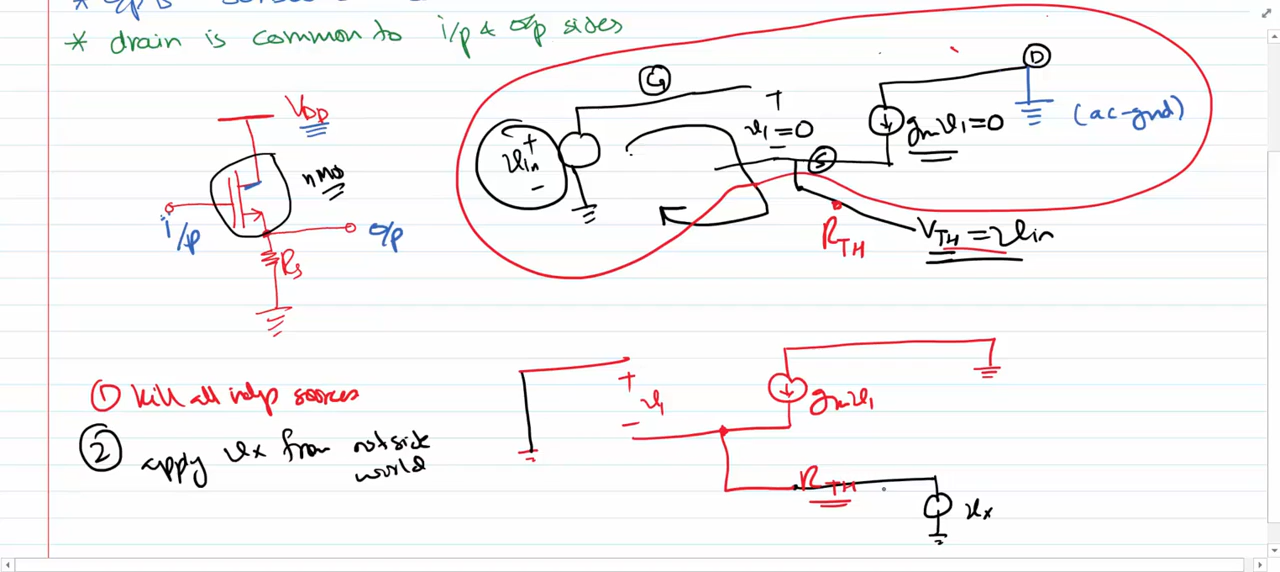 * drain is common to i/p & o/p sides
G
D
+
v1=0
-
gmv1=0
(ac-gnd)
+
vin
-
S
VDD
nMOS
i/p
o/p
Rs
RTH
VTH = vin
① kill all indp sources
② apply vx from outside
world
+
v1
-
gmv1
RTH
vx